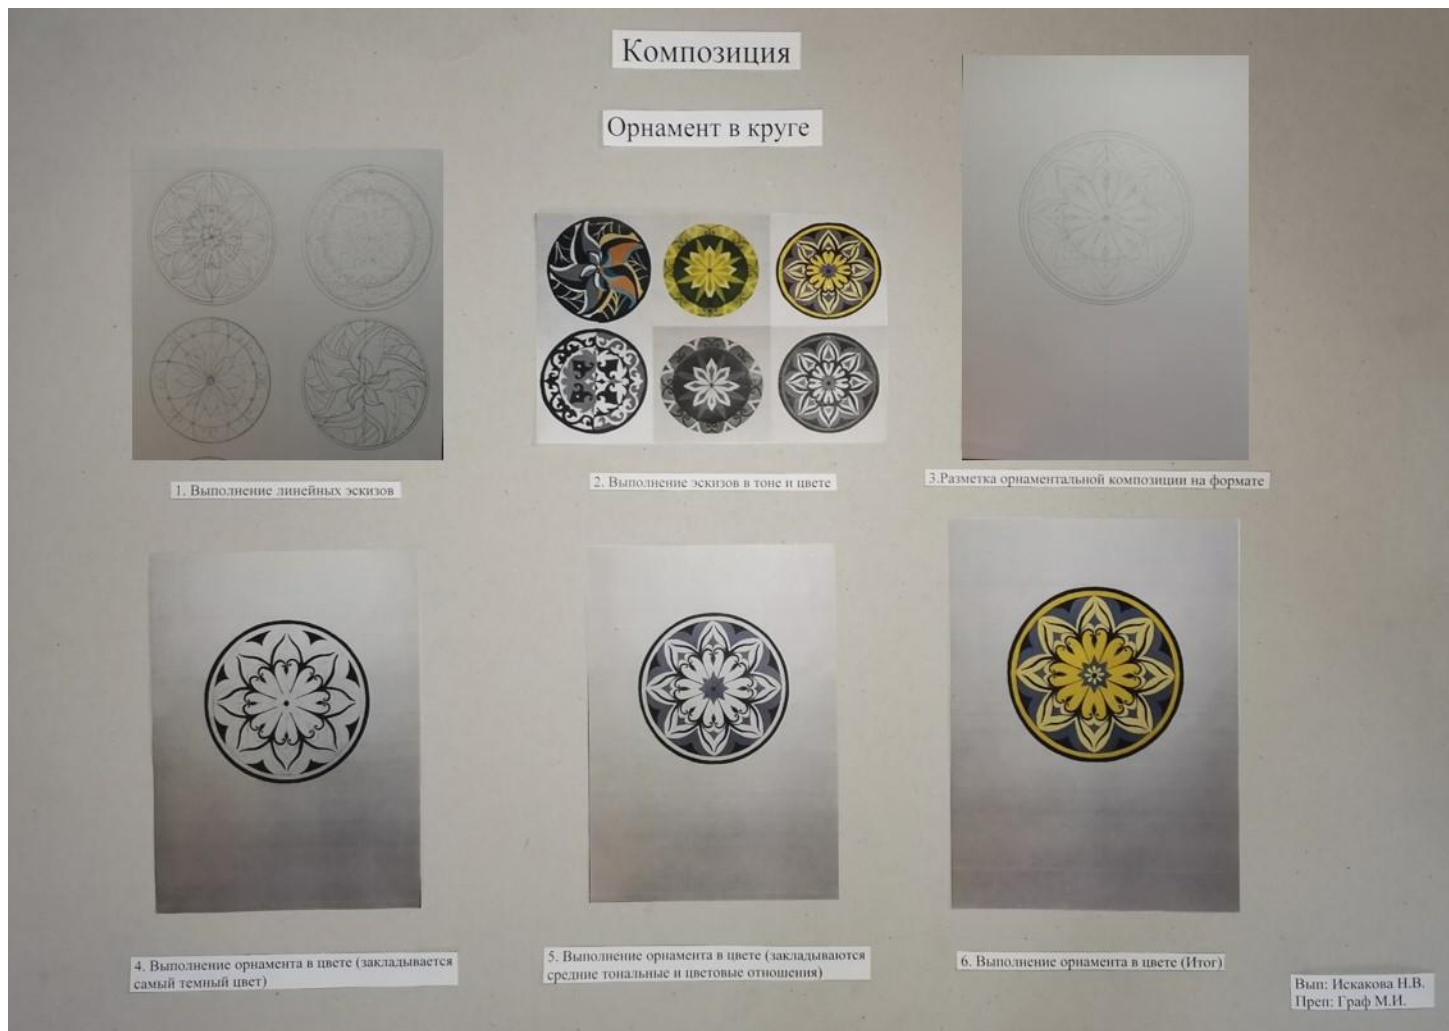 Композиция
Орнамент в круге
1. Выполнение линейных эскизов
2. Выполнение эскизов в тоне и цвете
3.Разметка орнаментальной композиции на формате
4. Выполнение орнамента в цвете (закладывается
самый темный цвет)
5. Выполнение орнамента в цвете (закладываются
средние тональные и цветовые отношения)
6. Выполнение орнамента в цвете (Итог)
Вып: Искакова Н.В.
Преп: Граф М.И.